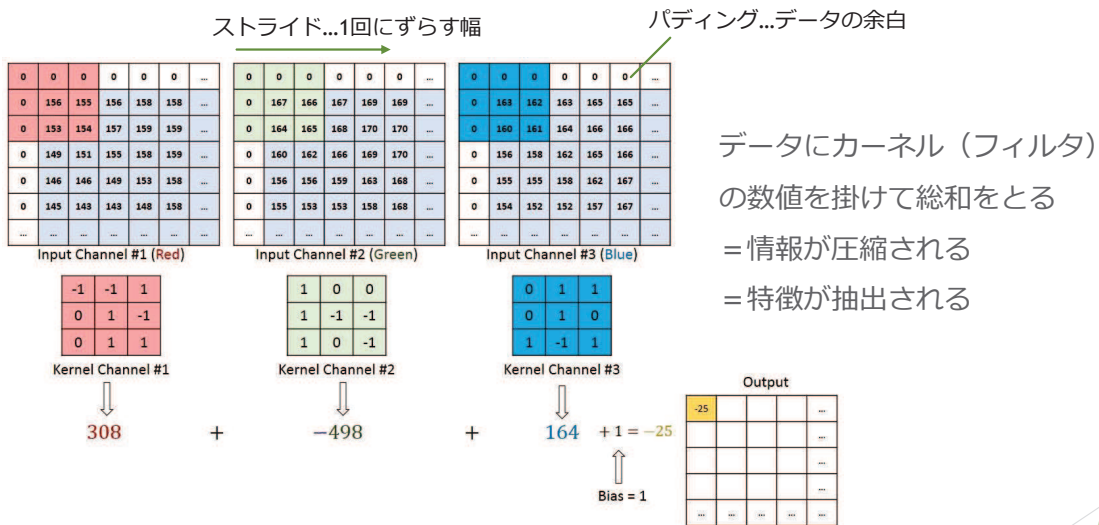 ストライド...1回にずらす幅
パディング...データの余白
0 0 0 0 0 0 ...
0 156 155 156 158 158 ...
0 153 154 157 159 159 ...
0 149 151 155 158 159 ...
0 146 146 149 153 158 ...
0 145 143 143 148 158 ...
... ... ... ... ... ... ...
Input Channel #1 (Red)
0 0 0 0 0 0 ...
0 167 166 167 169 169 ...
0 164 165 168 170 170 ...
0 160 162 166 169 170 ...
0 156 156 159 163 168 ...
0 155 153 153 158 168 ...
... ... ... ... ... ... ...
Input Channel #2 (Green)
0 0 0 0 0 0 ...
0 163 162 163 165 165 ...
0 160 161 164 166 166 ...
0 156 158 162 165 166 ...
0 155 155 158 162 167 ...
0 154 152 152 157 167 ...
... ... ... ... ... ... ...
Input Channel #3 (Blue)
データにカーネル（フィルタ）
の数値を掛けて総和をとる
＝情報が圧縮される
＝特徴が抽出される
-1 -1 1
0 1 -1
0 1 1
Kernel Channel #1
1 0 0
1 -1 -1
1 0 -1
Kernel Channel #2
0 1 1
0 1 0
1 -1 1
Kernel Channel #3
308 + −498 + 164 + 1 = −25
Bias = 1
Output
-25 ...
...
...
...
... ... ... ... ...